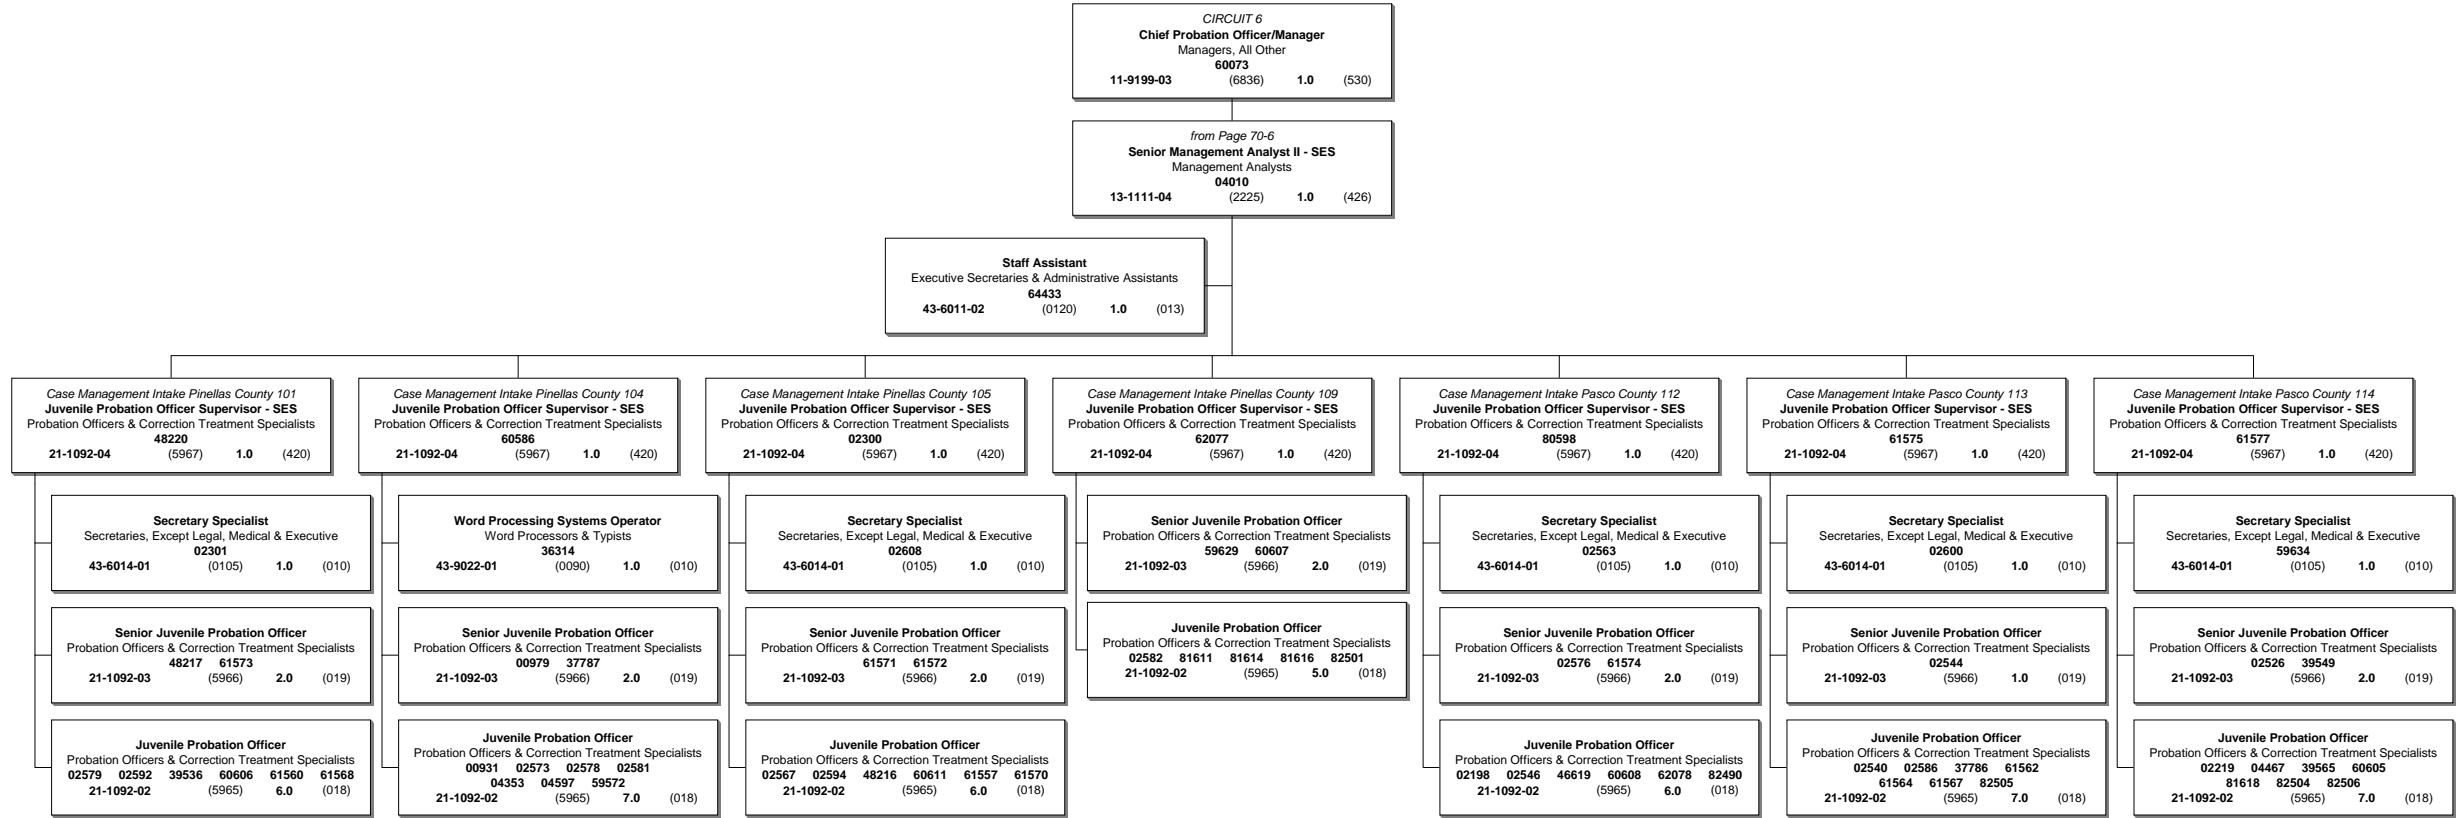 CIRCUIT 6
Chief Probation Officer/Manager
Managers, All Other
60073
11-9199-03 (6836) 1.0 (530)
from Page 70-6
Senior Management Analyst II - SES
Management Analysts
04010
13-1111-04 (2225) 1.0 (426)
Staff Assistant
Executive Secretaries & Administrative Assistants
64433
43-6011-02 (0120) 1.0 (013)
Case Management Intake Pinellas County 101
Juvenile Probation Officer Supervisor - SES
Probation Officers & Correction Treatment Specialists
48220
21-1092-04 (5967) 1.0 (420)
Secretary Specialist
Secretaries, Except Legal, Medical & Executive
02301
43-6014-01 (0105) 1.0 (010)
Senior Juvenile Probation Officer
Probation Officers & Correction Treatment Specialists
48217 61573
21-1092-03 (5966) 2.0 (019)
Juvenile Probation Officer
Probation Officers & Correction Treatment Specialists
02579 02592 39536 60606 61560 61568
21-1092-02 (5965) 6.0 (018)
Case Management Intake Pinellas County 104
Juvenile Probation Officer Supervisor - SES
Probation Officers & Correction Treatment Specialists
60586
21-1092-04 (5967) 1.0 (420)
Word Processing Systems Operator
Word Processors & Typists
36314
43-9022-01 (0090) 1.0 (010)
Senior Juvenile Probation Officer
Probation Officers & Correction Treatment Specialists
00979 37787
21-1092-03 (5966) 2.0 (019)
Juvenile Probation Officer
Probation Officers & Correction Treatment Specialists
00931 02573 02578 02581
04353 04597 59572
21-1092-02 (5965) 7.0 (018)
Case Management Intake Pinellas County 105
Juvenile Probation Officer Supervisor - SES
Probation Officers & Correction Treatment Specialists
02300
21-1092-04 (5967) 1.0 (420)
Secretary Specialist
Secretaries, Except Legal, Medical & Executive
02608
43-6014-01 (0105) 1.0 (010)
Senior Juvenile Probation Officer
Probation Officers & Correction Treatment Specialists
61571 61572
21-1092-03 (5966) 2.0 (019)
Juvenile Probation Officer
Probation Officers & Correction Treatment Specialists
02567 02594 48216 60611 61557 61570
21-1092-02 (5965) 6.0 (018)
Case Management Intake Pinellas County 109
Juvenile Probation Officer Supervisor - SES
Probation Officers & Correction Treatment Specialists
62077
21-1092-04 (5967) 1.0 (420)
Senior Juvenile Probation Officer
Probation Officers & Correction Treatment Specialists
59629 60607
21-1092-03 (5966) 2.0 (019)
Juvenile Probation Officer
Probation Officers & Correction Treatment Specialists
02582 81611 81614 81616 82501
21-1092-02 (5965) 5.0 (018)
Case Management Intake Pasco County 112
Juvenile Probation Officer Supervisor - SES
Probation Officers & Correction Treatment Specialists
80598
21-1092-04 (5967) 1.0 (420)
Secretary Specialist
Secretaries, Except Legal, Medical & Executive
02563
43-6014-01 (0105) 1.0 (010)
Senior Juvenile Probation Officer
Probation Officers & Correction Treatment Specialists
02576 61574
21-1092-03 (5966) 2.0 (019)
Juvenile Probation Officer
Probation Officers & Correction Treatment Specialists
02198 02546 46619 60608 62078 82490
21-1092-02 (5965) 6.0 (018)
Case Management Intake Pasco County 113
Juvenile Probation Officer Supervisor - SES
Probation Officers & Correction Treatment Specialists
61575
21-1092-04 (5967) 1.0 (420)
Secretary Specialist
Secretaries, Except Legal, Medical & Executive
02600
43-6014-01 (0105) 1.0 (010)
Senior Juvenile Probation Officer
Probation Officers & Correction Treatment Specialists
02544
21-1092-03 (5966) 1.0 (019)
Juvenile Probation Officer
Probation Officers & Correction Treatment Specialists
02540 02586 37786 61562
61564 61567 82505
21-1092-02 (5965) 7.0 (018)
Case Management Intake Pasco County 114
Juvenile Probation Officer Supervisor - SES
Probation Officers & Correction Treatment Specialists
61577
21-1092-04 (5967) 1.0 (420)
Secretary Specialist
Secretaries, Except Legal, Medical & Executive
59634
43-6014-01 (0105) 1.0 (010)
Senior Juvenile Probation Officer
Probation Officers & Correction Treatment Specialists
02526 39549
21-1092-03 (5966) 2.0 (019)
Juvenile Probation Officer
Probation Officers & Correction Treatment Specialists
02219 04467 39565 60605
81618 82504 82506
21-1092-02 (5965) 7.0 (018)